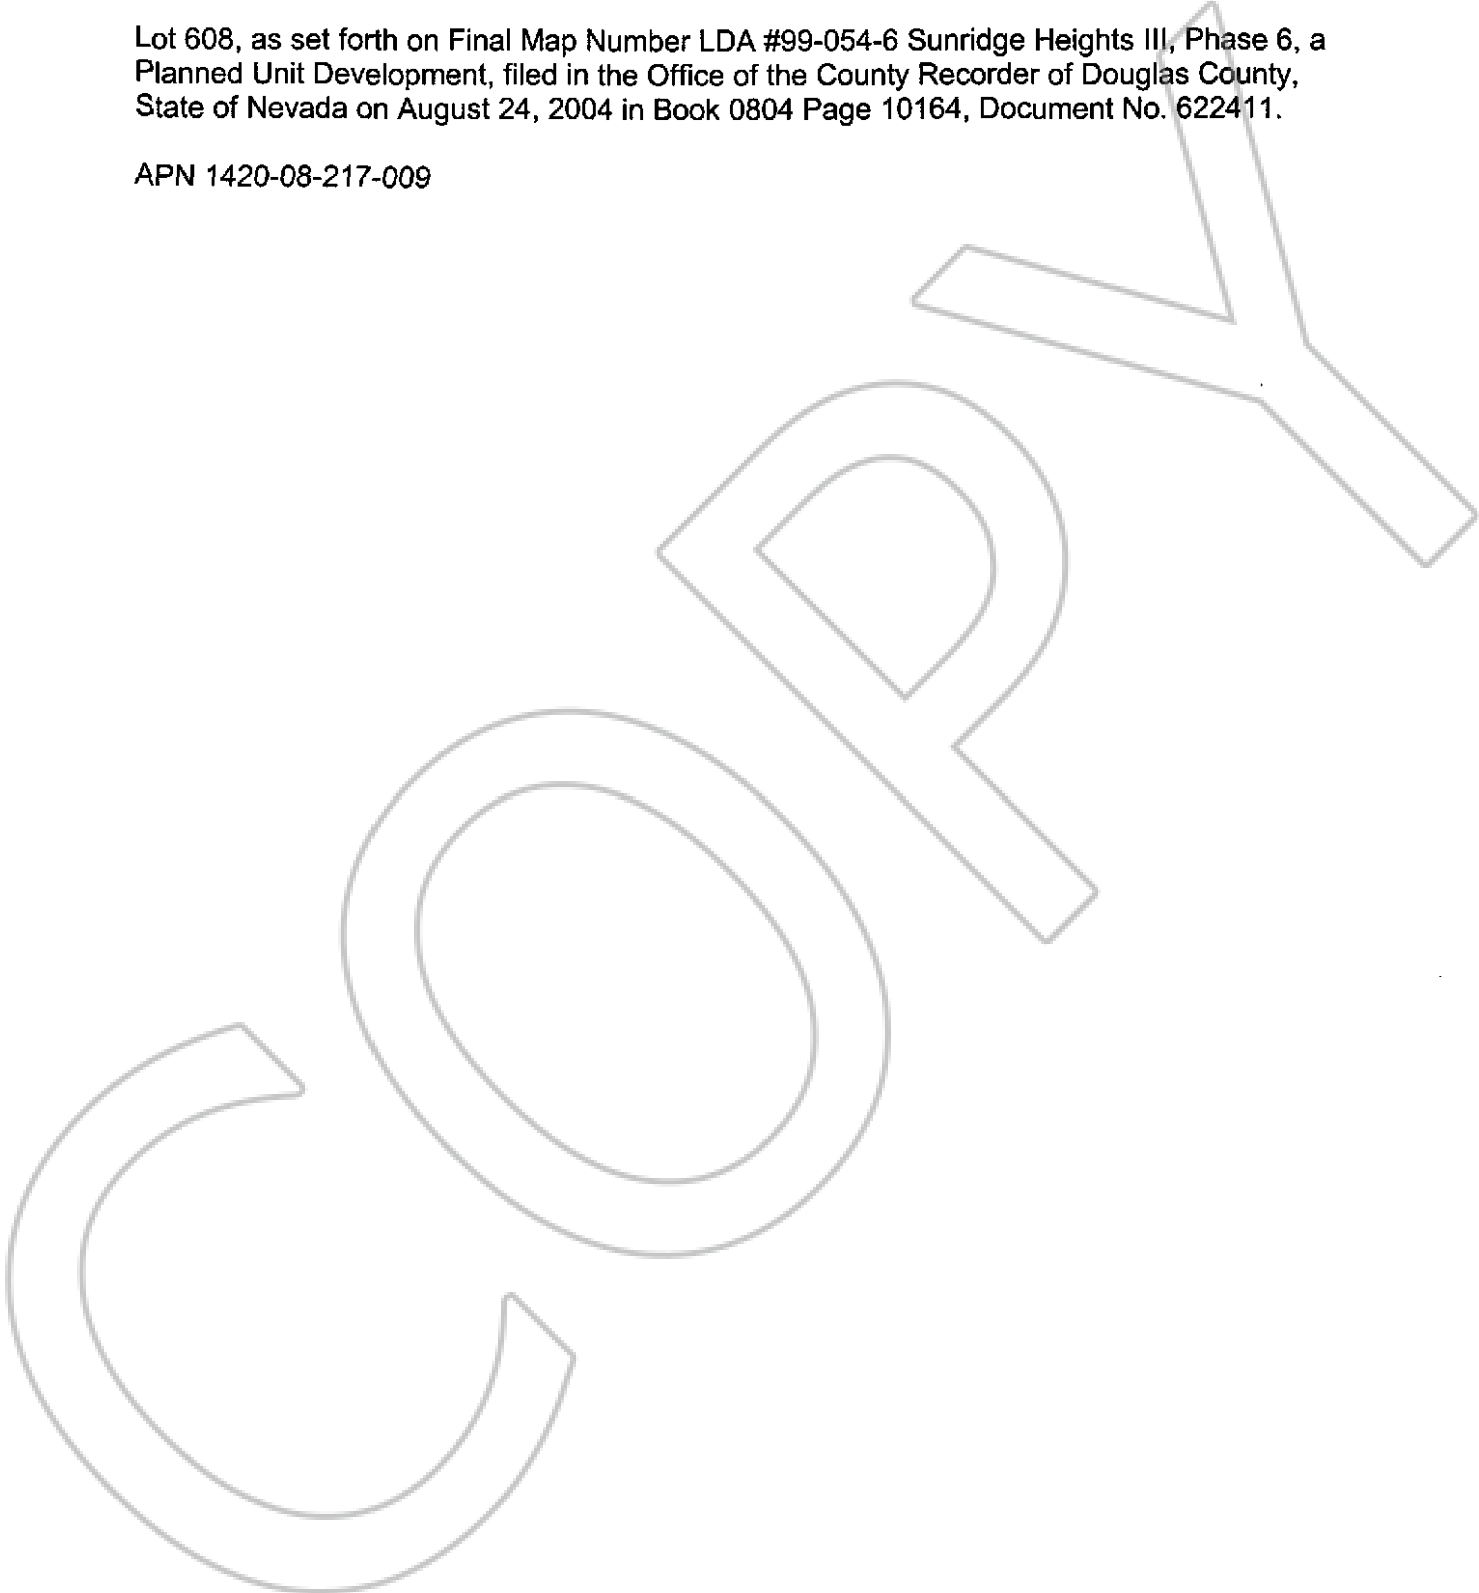 Lot 608, as set forth on Final Map Number LDA #99-054-6 Sunridge Heights III, Phase 6, a
Planned Unit Development, filed in the Office of the County Recorder of Douglas County,
State of Nevada on August 24, 2004 in Book 0804 Page 10164, Document No. 622411.
APN 1420-08-217-009
COPY